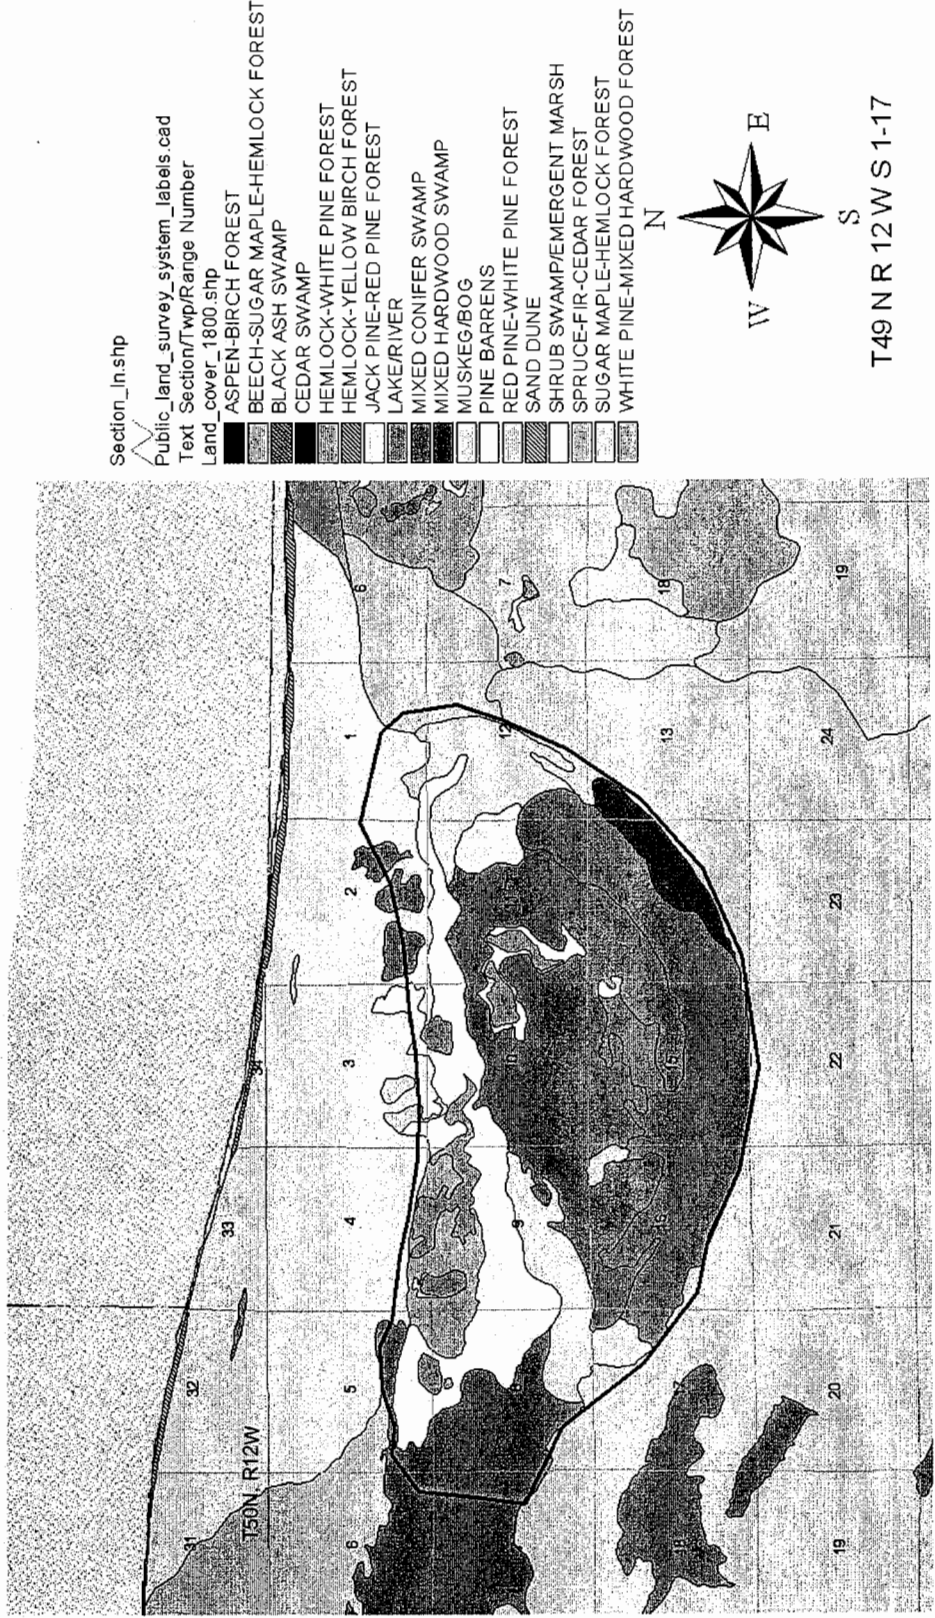 Section_ln.shp
Public_land_survey_system_labels.cad
Text Section/Twp/Range Number
Land_cover_1800.shp
ASPEN-BIRCH FOREST
BEECH-SUGAR MAPLE-HEMLOCK FOREST
BLACK ASH SWAMP
CEDAR SWAMP
HEMLOCK-WHITE PINE FOREST
HEMLOCK-YELLOW BIRCH FOREST
JACK PINE-RED PINE FOREST
LAKE/RIVER
MIXED CONIFER SWAMP
MIXED HARDWOOD SWAMP
MUSKEG/BOG
PINE BARRENS
RED PINE-WHITE PINE FOREST
SAND DUNE
SHRUB SWAMP/EMERGENT MARSH
SPRUCE-FIR-CEDAR FOREST
SUGAR MAPLE-HEMLOCK FOREST
WHITE PINE-MIXED HARDWOOD FOREST
N
W E
S
T49 N R 12 W S 1-17
31 32 33 34
T50N, R12W
6 5 4 3 2 1 6
9 12 7
18 17 15 13 18
19 20 21 22 23 24 19